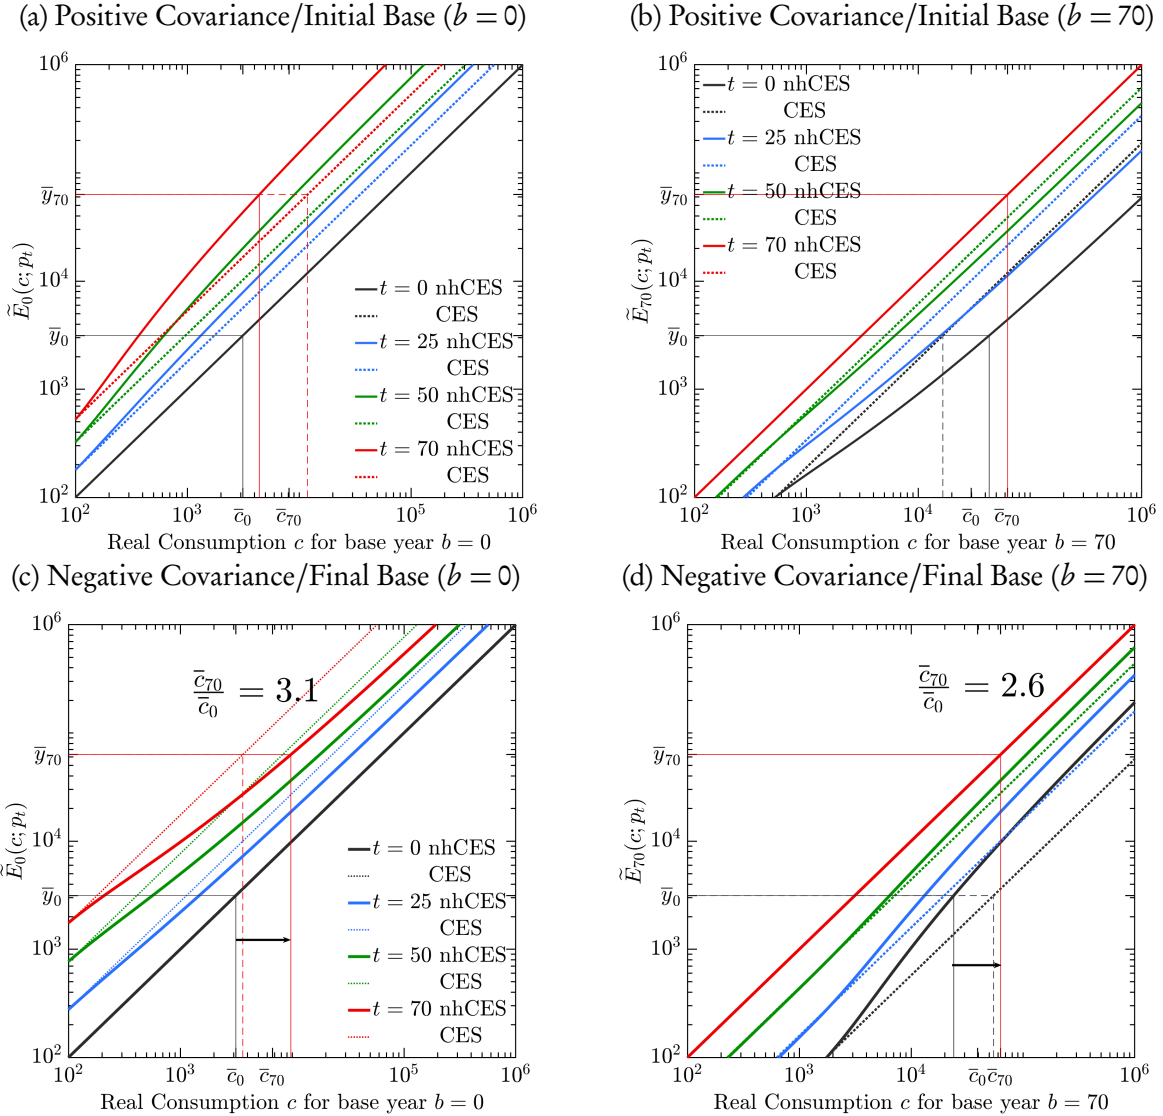 (a) Positive Covariance/Initial Base (b = 0)
10⁶
ȳ₇₀
Ẽ₀(c; pₜ)
10⁴
ȳ₀
10³
10²
t = 0 nhCES
CES
t = 25 nhCES
CES
t = 50 nhCES
CES
t = 70 nhCES
CES
10² 10³ c̄₀ c̄₇₀ 10⁵ 10⁶
Real Consumption c for base year b = 0
(b) Positive Covariance/Initial Base (b = 70)
10⁶
t = 0 nhCES
CES
t = 25 nhCES
CES
t = 50 nhCES
CES
t = 70 nhCES
CES
ȳ₇₀
Ẽ₇₀(c; pₜ)
10⁴
ȳ₀
10³
10²
10² 10³ 10⁴ c̄₀ c̄₇₀ 10⁶
Real Consumption c for base year b = 70
(c) Negative Covariance/Final Base (b = 0)
10⁶
c̄₇₀/c̄₀ = 3.1
ȳ₇₀
Ẽ₀(c; pₜ)
10⁴
ȳ₀
10³
10²
t = 0 nhCES
CES
t = 25 nhCES
CES
t = 50 nhCES
CES
t = 70 nhCES
CES
10² 10³ c̄₀ c̄₇₀ 10⁵ 10⁶
Real Consumption c for base year b = 0
(d) Negative Covariance/Final Base (b = 70)
10⁶
c̄₇₀/c̄₀ = 2.6
ȳ₇₀
Ẽ₇₀(c; pₜ)
10⁴
ȳ₀
10³
10²
10² 10³ 10⁴ c̄₀ c̄₇₀ 10⁶
Real Consumption c for base year b = 70